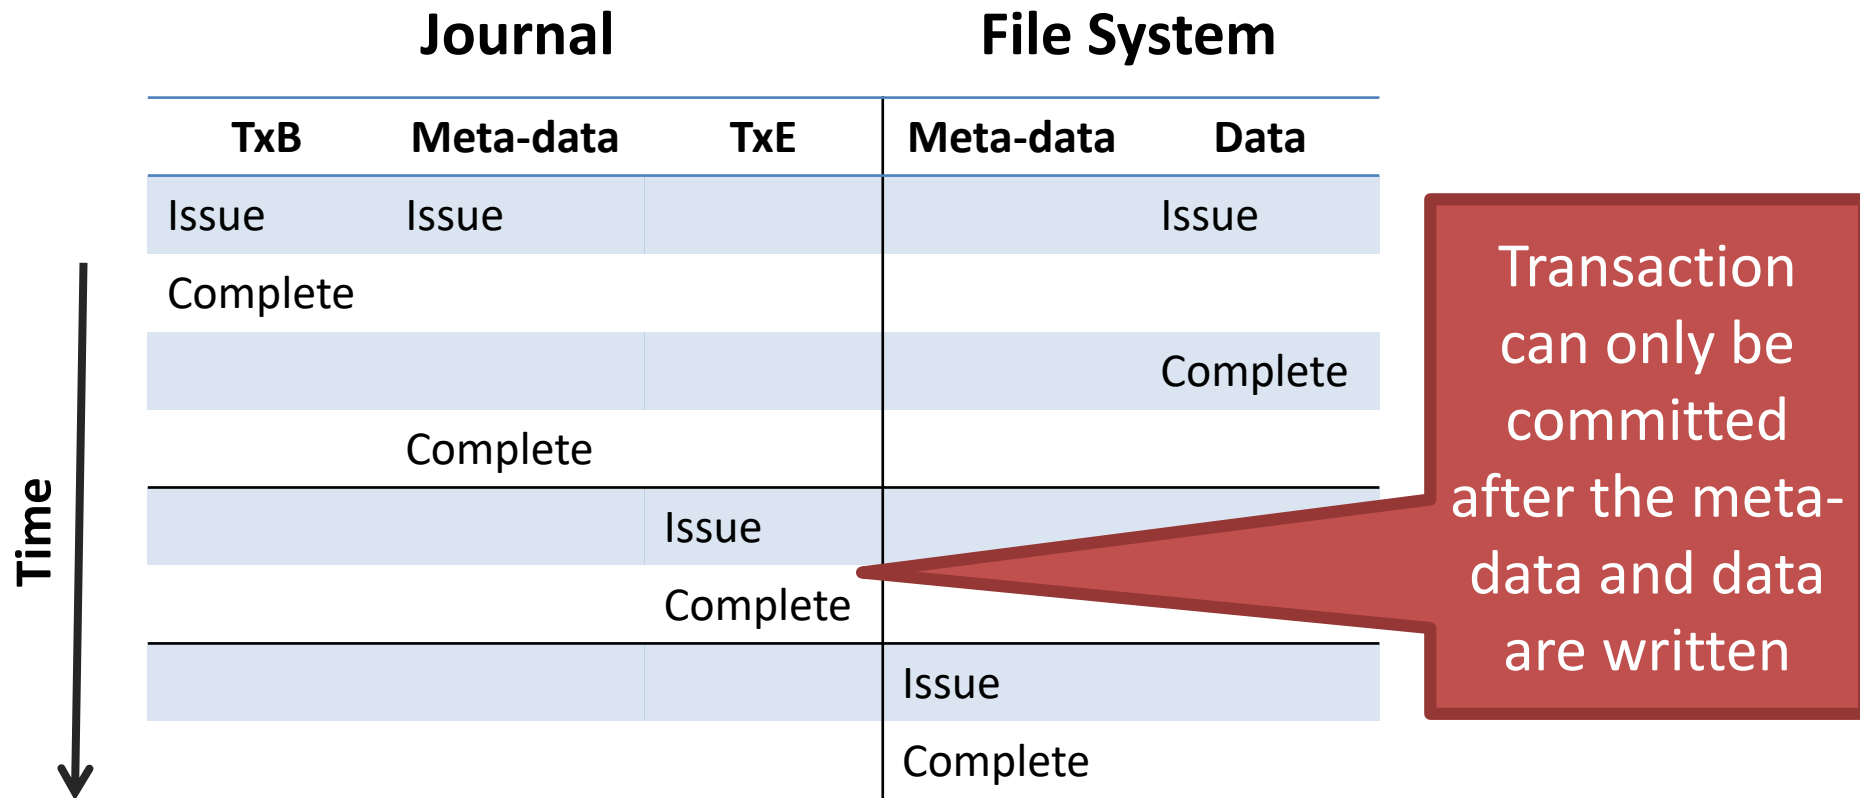 Journal File System
TxB Meta-data TxE Meta-data Data
Issue Issue Issue
Complete
Complete
Complete
Issue
Complete
Issue
Complete
Time
Transaction
can only be
committed
after the meta-
data and data
are written